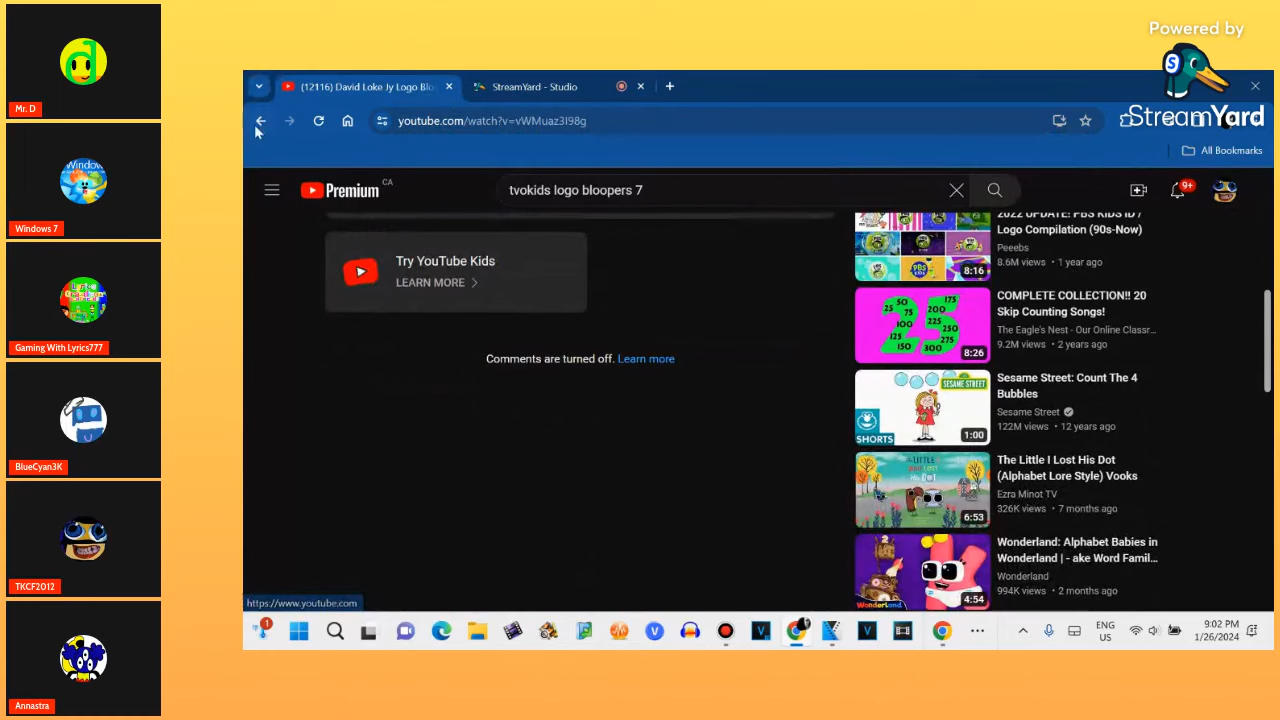 Mr. D
Windows 7
Gaming With Lyrics777
BlueCyan3K
TKCF2012
Annastra
Powered by
StreamYard
(12116) David Loke Jy Logo Blo
StreamYard - Studio
youtube.com/watch?v=vWMuaz3I98g
All Bookmarks
Premium CA
tvokids logo bloopers 7
9+
Try YouTube Kids
LEARN MORE
Comments are turned off. Learn more
2022 UPDATE: PBS KIDS ID /
Logo Compilation (90s-Now)
Peeebs
8.6M views • 1 year ago
8:16
COMPLETE COLLECTION!! 20
Skip Counting Songs!
The Eagle's Nest - Our Online Classr...
9.2M views • 2 years ago
8:26
Sesame Street: Count The 4
Bubbles
Sesame Street
122M views • 12 years ago
SESAME STREET
SHORTS
1:00
The Little I Lost His Dot
(Alphabet Lore Style) Vooks
Ezra Minot TV
326K views • 7 months ago
6:53
Wonderland: Alphabet Babies in
Wonderland | - ake Word Famil...
Wonderland
994K views • 2 months ago
Wonderland
4:54
https://www.youtube.com
ENG
US
9:02 PM
1/26/2024